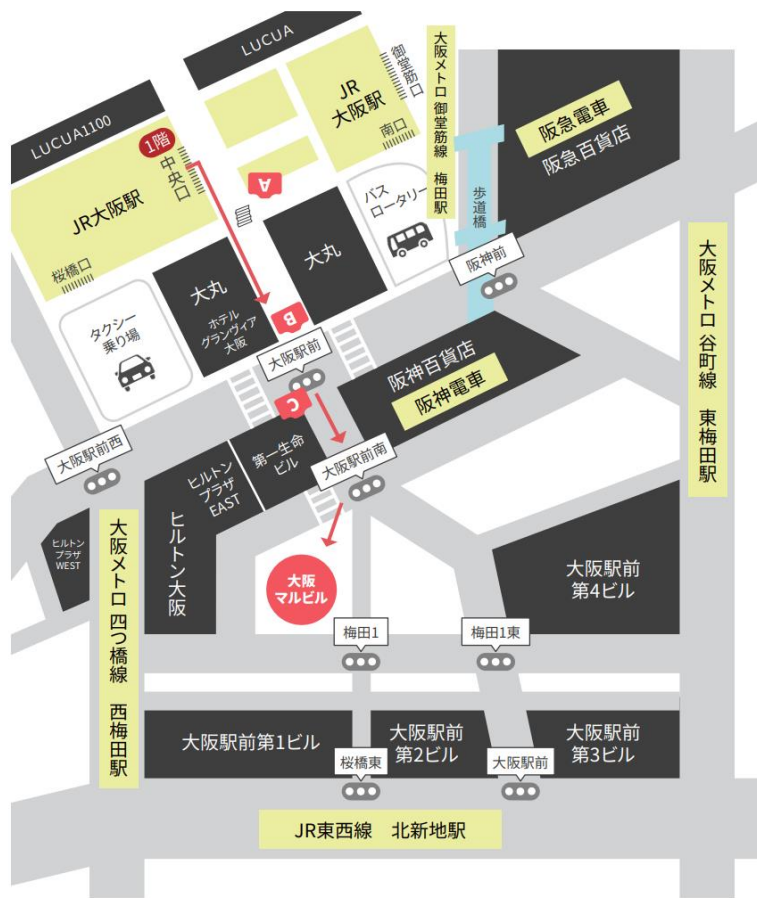 LUCUA
LUCUA1100
1階
中央口
JR大阪駅
桜橋口
JR
大阪駅
御堂筋口
南口
大阪メトロ 御堂筋線 梅田駅
阪急電車
阪急百貨店
歩道橋
A
バス
ロータリー
大丸
大丸
ホテル
グランヴィア
大阪
タクシー
乗り場
B
大阪駅前
阪神前
阪神百貨店
阪神電車
C
大阪メトロ 谷町線 東梅田駅
大阪駅前西
ヒルトン
プラザ
EAST
第一生命
ビル
大阪駅前南
ヒルトン
プラザ
WEST
大阪メトロ 四つ橋線 西梅田駅
ヒルトン大阪
大阪
マルビル
大阪駅前
第4ビル
梅田1
梅田1東
大阪駅前第1ビル
大阪駅前
第2ビル
大阪駅前
第3ビル
桜橋東
大阪駅前
JR東西線 北新地駅